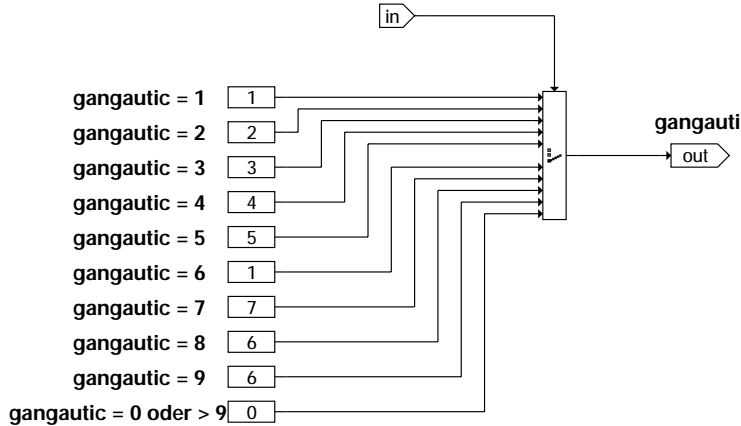 in
gangautic = 1 1
gangauti
gangautic = 2 2
out
gangautic = 3 3
gangautic = 4 4
gangautic = 5 5
gangautic = 6 1
gangautic = 7 7
gangautic = 8 6
gangautic = 9 6
gangautic = 0 oder > 9 0